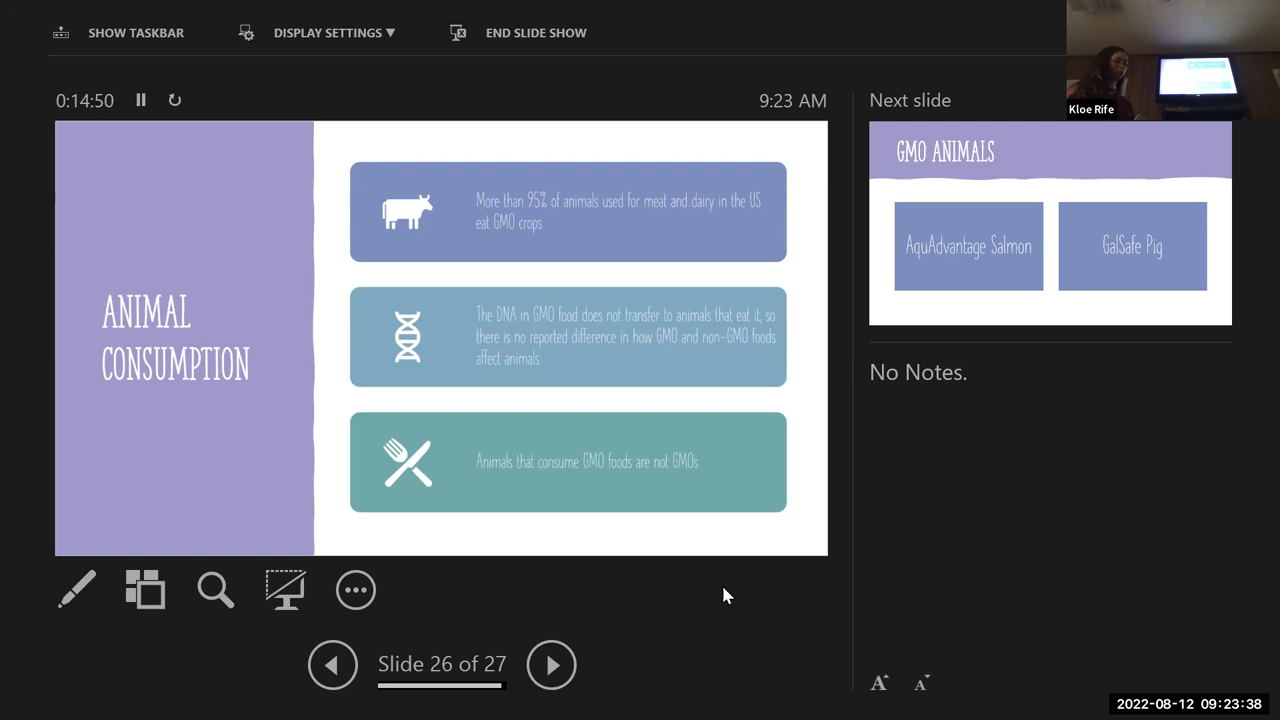 SHOW TASKBAR
DISPLAY SETTINGS ▼
END SLIDE SHOW
Kloe Rife
0:14:50
9:23 AM
Next slide
ANIMAL
CONSUMPTION
More than 95% of animals used for meat and dairy in the US
eat GMO crops
The DNA in GMO food does not transfer to animals that eat it, so
there is no reported difference in how GMO and non-GMO foods
affect animals
Animals that consume GMO foods are not GMOs
GMO ANIMALS
AquAdvantage Salmon
GalSafe Pig
No Notes.
Slide 26 of 27
A A
2022-08-12 09:23:38